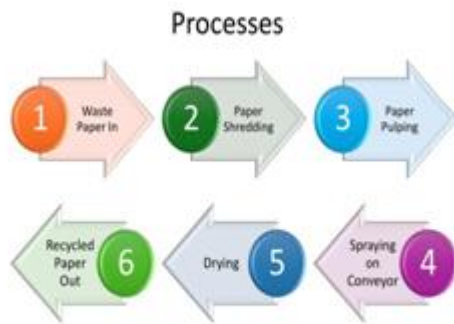 Processes
1
Waste
Paper In
2
Paper
Shredding
3
Paper
Pulping
4
Spraying
on
Conveyor
5
Drying
6
Recycled
Paper
Out